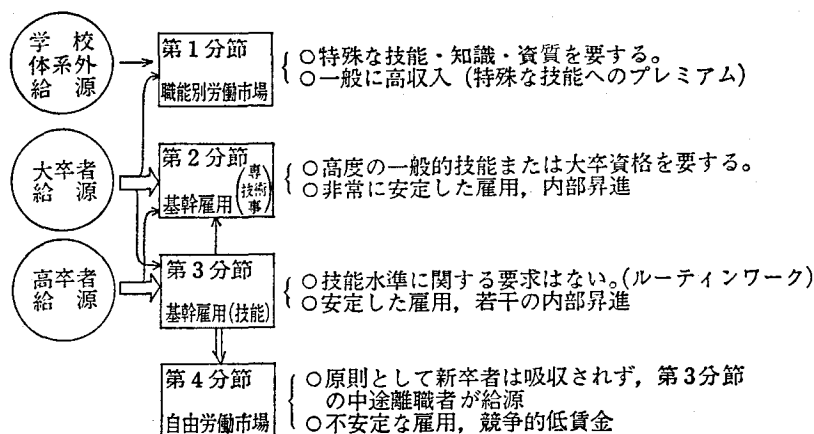 学校
体系外
給源
第1分節
職能別労働市場
○特殊な技能・知識・資質を要する。
○一般に高収入(特殊な技能へのプレミアム)
大卒者
給源
第2分節
基幹雇用(専技術事)
○高度の一般的技能または大卒資格を要する。
○非常に安定した雇用,内部昇進
高卒者
給源
第3分節
基幹雇用(技能)
○技能水準に関する要求はない。(ルーティンワーク)
○安定した雇用,若干の内部昇進
第4分節
自由労働市場
○原則として新卒者は吸収されず,第3分節
の中途離職者が給源
○不安定な雇用,競争的低賃金